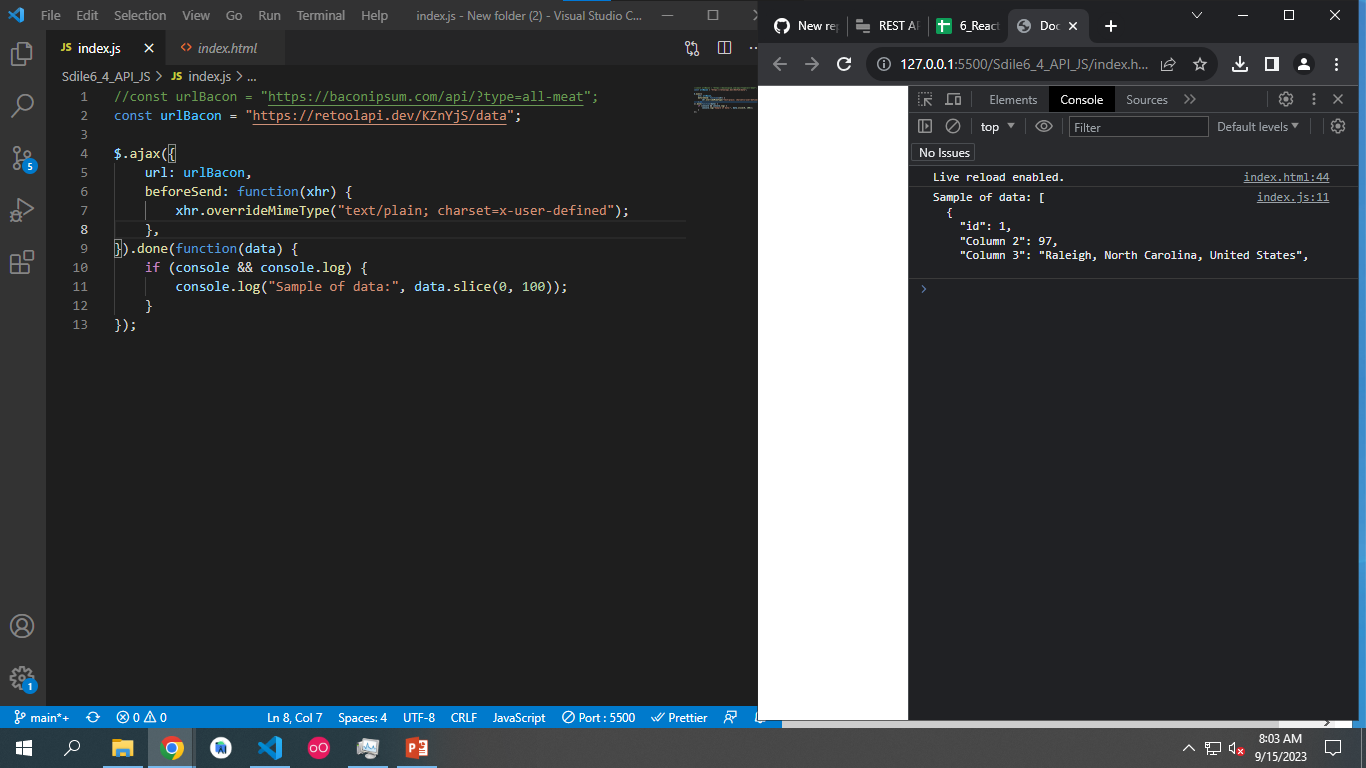 File Edit Selection View Go Run Terminal Help index.js - New folder (2) - Visual Studio C...
JS index.js
<> index.html
Sdile6_4_API_JS > JS index.js > ...
1 //const urlBacon = "https://baconipsum.com/api/?type=all-meat";
2 const urlBacon = "https://retoolapi.dev/KZnYjS/data";
3
4 $.ajax({
5 url: urlBacon,
6 beforeSend: function(xhr) {
7 xhr.overrideMimeType("text/plain; charset=x-user-defined");
8 },
9 }).done(function(data) {
10 if (console && console.log) {
11 console.log("Sample of data:", data.slice(0, 100));
12 }
13 });
5
1
main*+ 0 0 Ln 8, Col 7 Spaces: 4 UTF-8 CRLF JavaScript Port : 5500 Prettier
New rep REST AP 6_React Doc
127.0.0.1:5500/Sdile6_4_API_JS/index.h...
Elements Console Sources
top Filter Default levels
No Issues
Live reload enabled. index.html:44
Sample of data: [ index.js:11
{
"id": 1,
"Column 2": 97,
"Column 3": "Raleigh, North Carolina, United States",
>
8:03 AM
9/15/2023